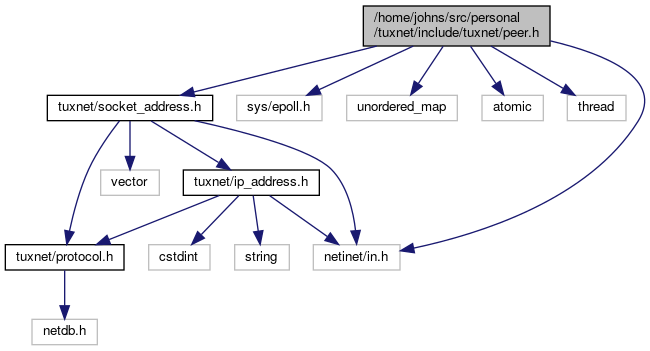 /home/johns/src/personal
/tuxnet/include/tuxnet/peer.h
tuxnet/socket_address.h
sys/epoll.h
unordered_map
atomic
thread
vector
tuxnet/ip_address.h
tuxnet/protocol.h
cstdint
string
netinet/in.h
netdb.h